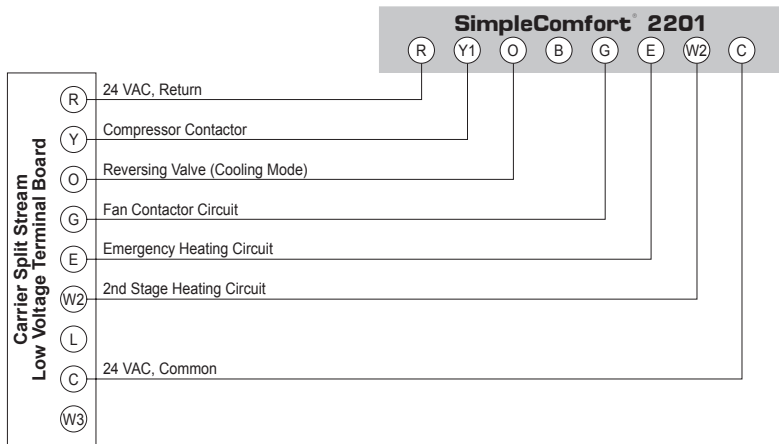 SimpleComfort® 2201
R Y1 O B G E W2 C
Carrier Split Stream
Low Voltage Terminal Board
R 24 VAC, Return
Y Compressor Contactor
O Reversing Valve (Cooling Mode)
G Fan Contactor Circuit
E Emergency Heating Circuit
W2 2nd Stage Heating Circuit
L
C 24 VAC, Common
W3